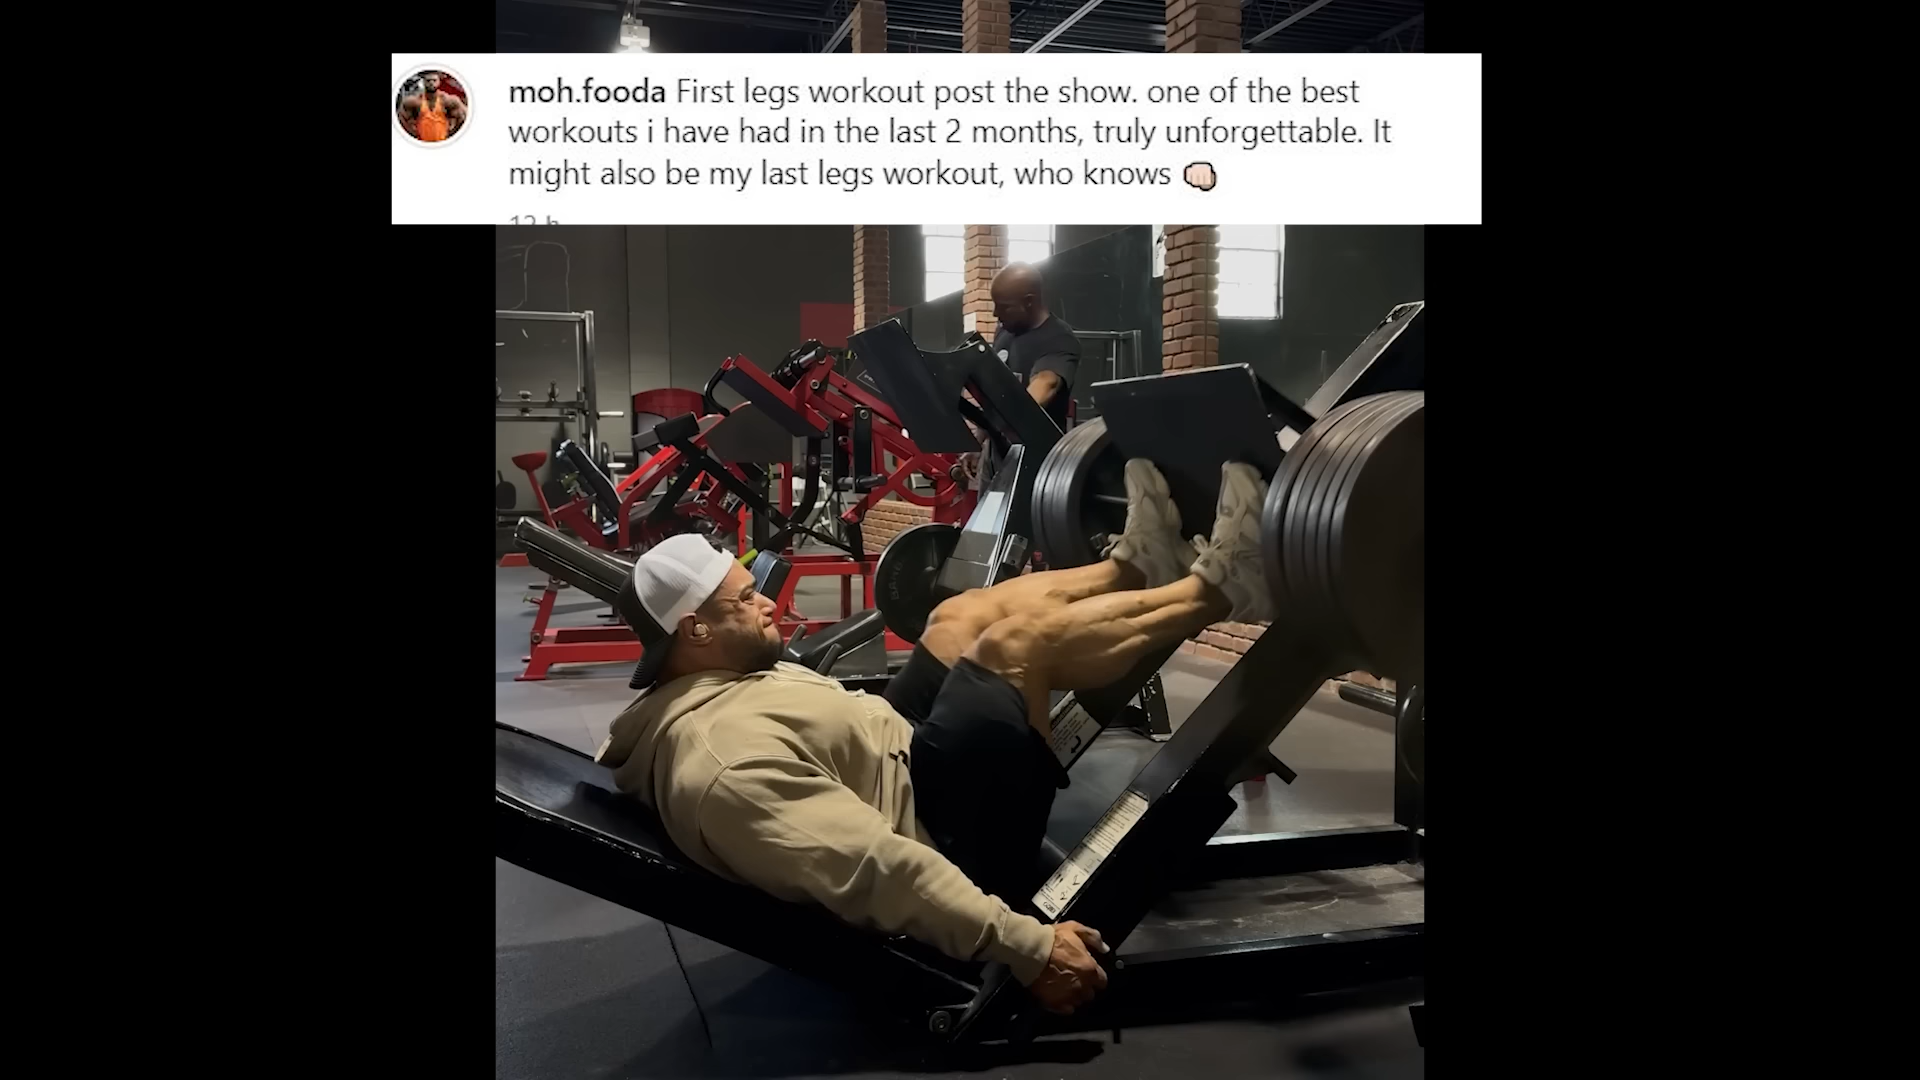 moh.fooda First legs workout post the show. one of the best
workouts i have had in the last 2 months, truly unforgettable. It
might also be my last legs workout, who knows 👊🏻